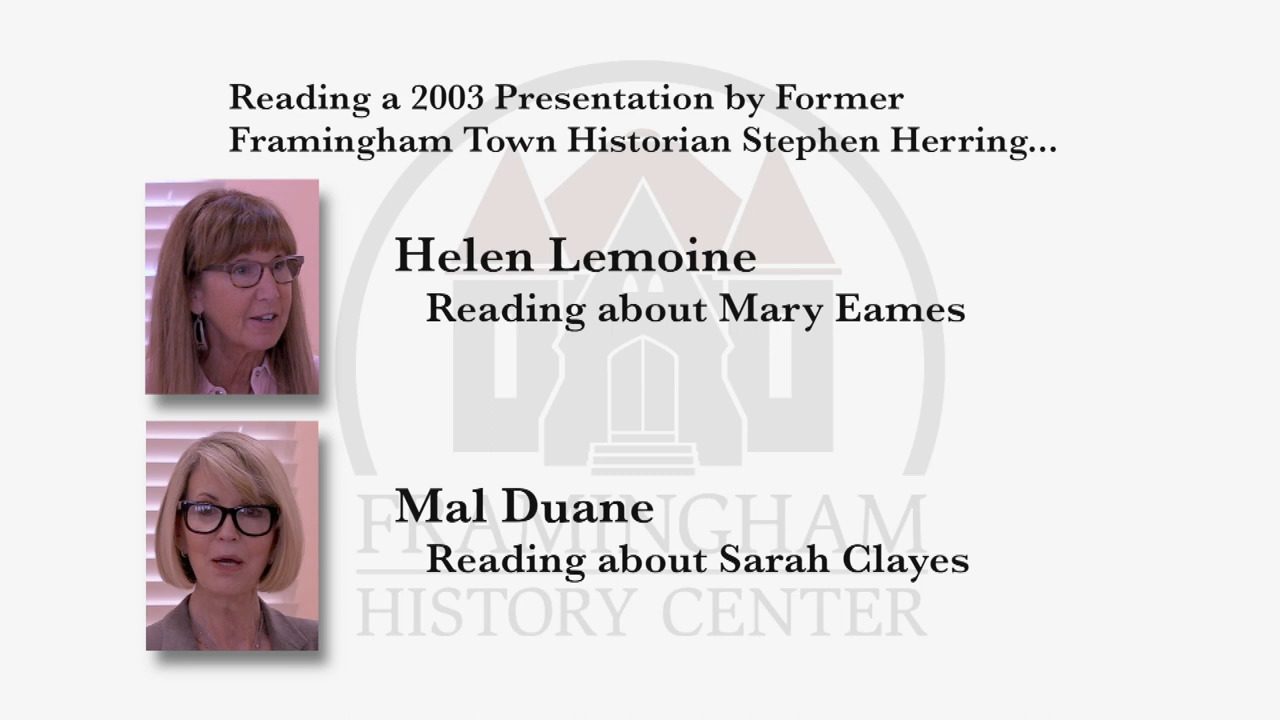 Reading a 2003 Presentation by Former
Framingham Town Historian Stephen Herring...
Helen Lemoine
Reading about Mary Eames
Mal Duane
Reading about Sarah Clayes
FRAMINGHAM
HISTORY CENTER